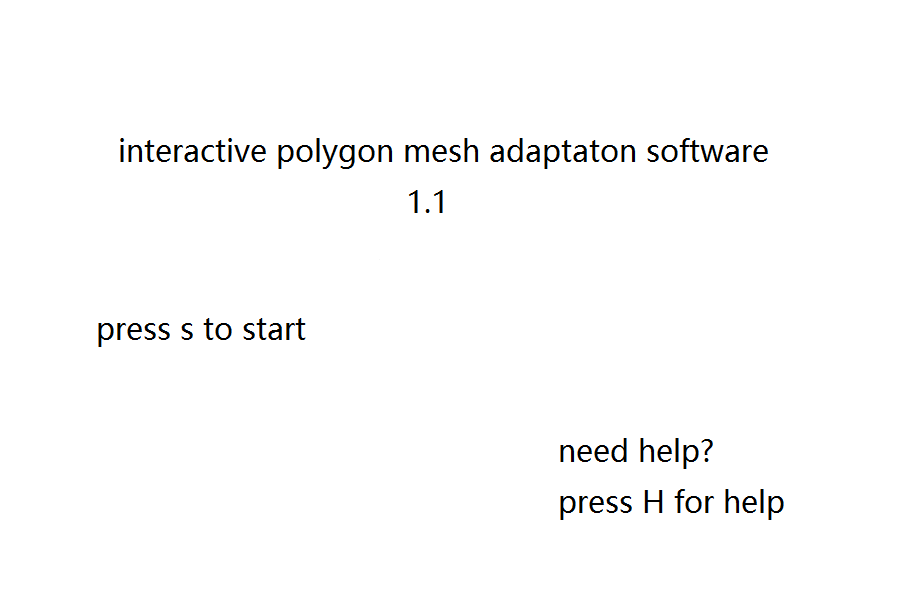 interactive polygon mesh adaptaton software
1.1
press s to start
need help?
press H for help